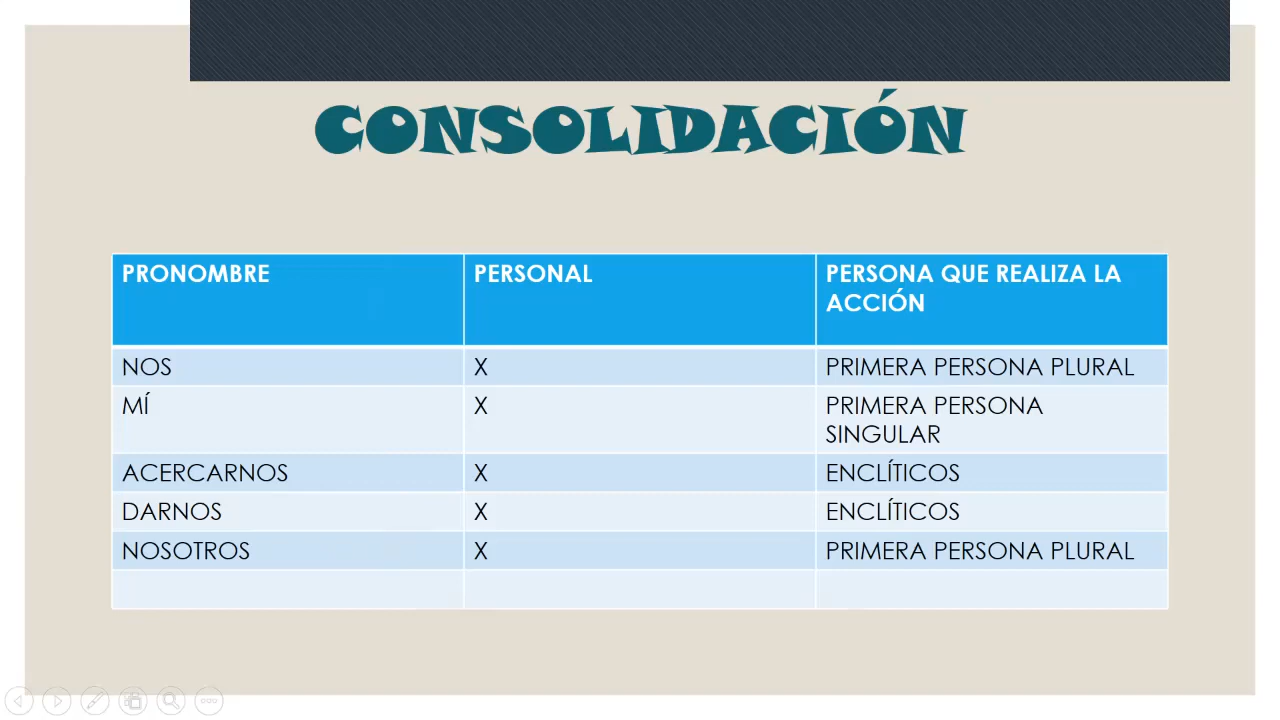 CONSOLIDACIÓN
PRONOMBRE PERSONAL PERSONA QUE REALIZA LA
ACCIÓN
NOS X PRIMERA PERSONA PLURAL
MÍ X PRIMERA PERSONA
SINGULAR
ACERCARNOS X ENCLÍTICOS
DARNOS X ENCLÍTICOS
NOSOTROS X PRIMERA PERSONA PLURAL